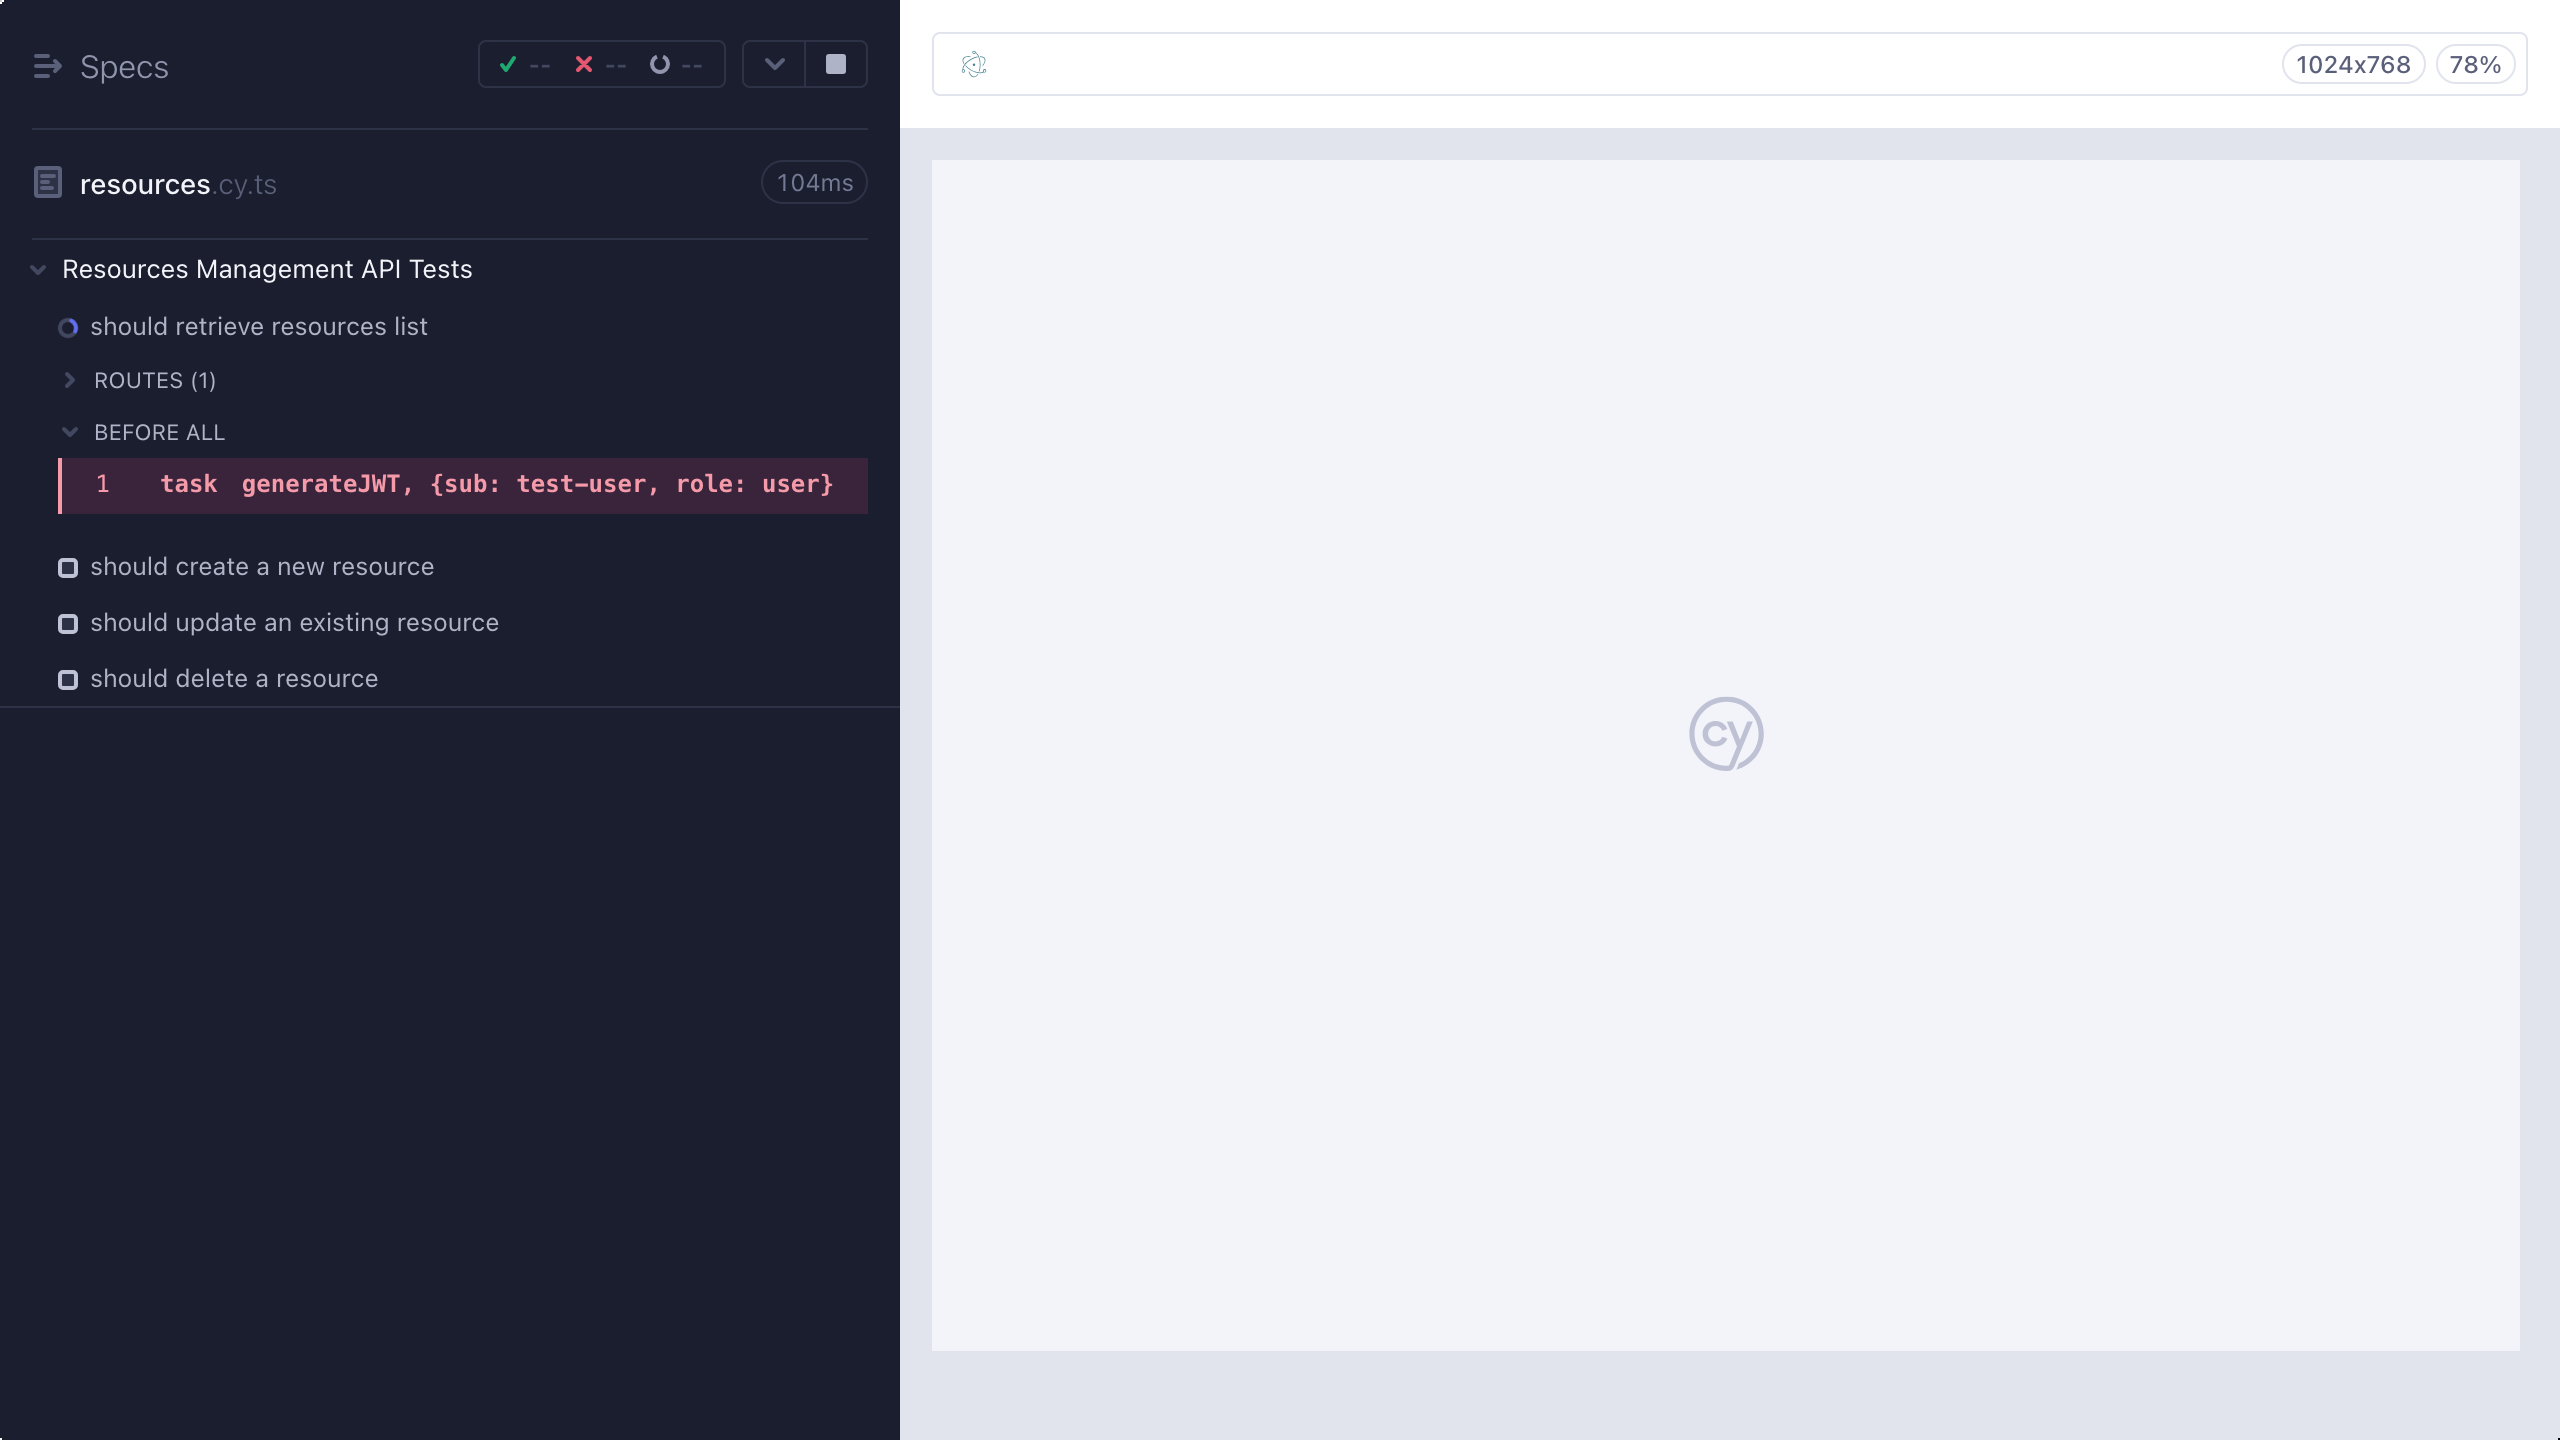 Specs
-- -- --
resources.cy.ts
104ms
Resources Management API Tests
should retrieve resources list
ROUTES (1)
BEFORE ALL
1 task generateJWT, {sub: test-user, role: user}
should create a new resource
should update an existing resource
should delete a resource
1024x768
78%
cy